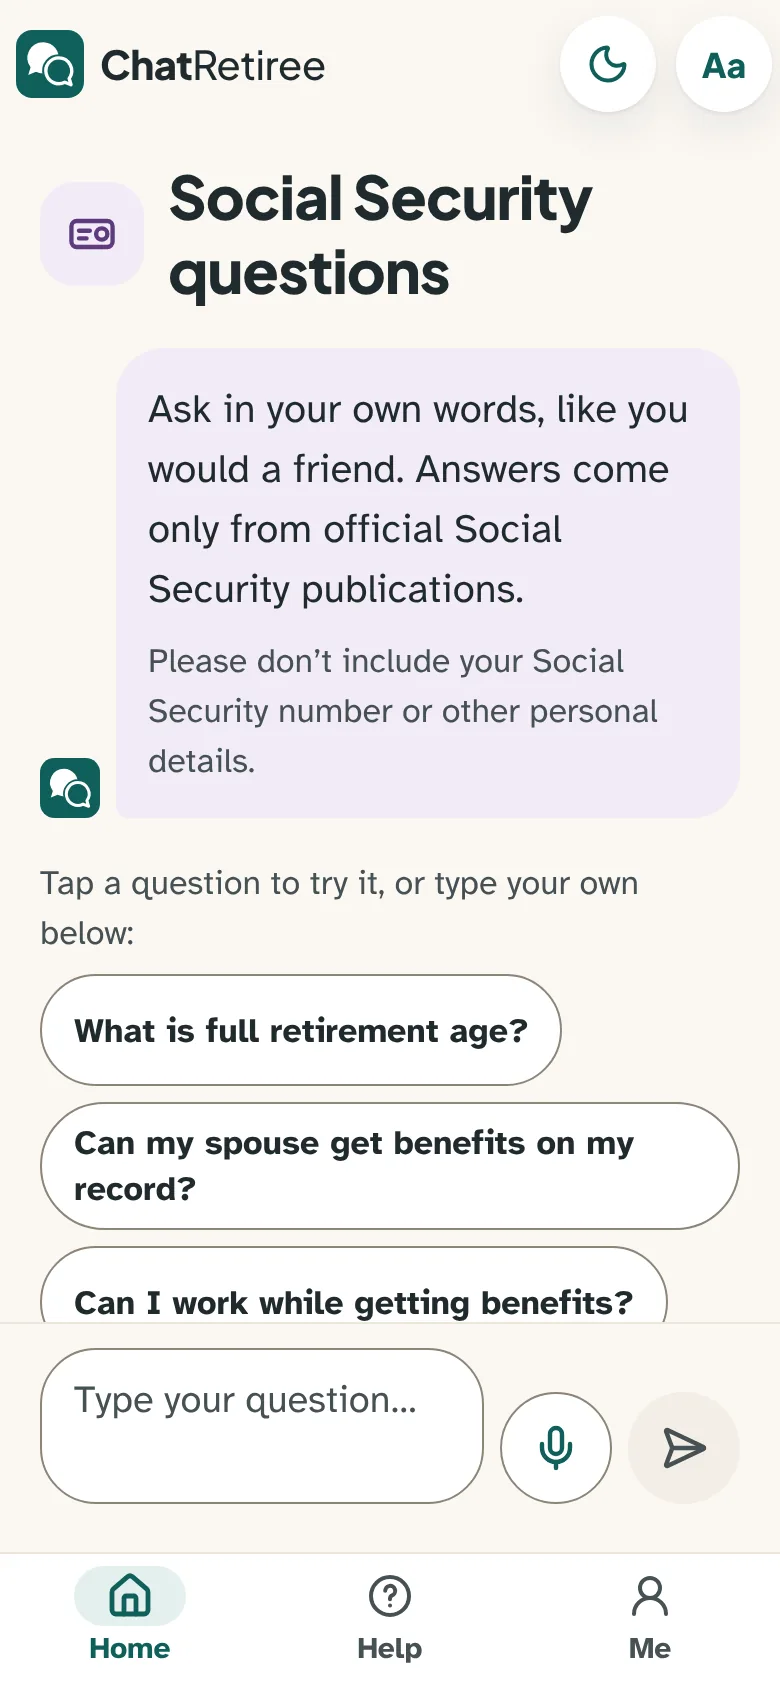 ChatRetiree
Aa
Social Security
questions
Ask in your own words, like you
would a friend. Answers come
only from official Social
Security publications.
Please don’t include your Social
Security number or other personal
details.
Tap a question to try it, or type your own
below:
What is full retirement age?
Can my spouse get benefits on my
record?
Can I work while getting benefits?
Type your question...
Home
Help
Me